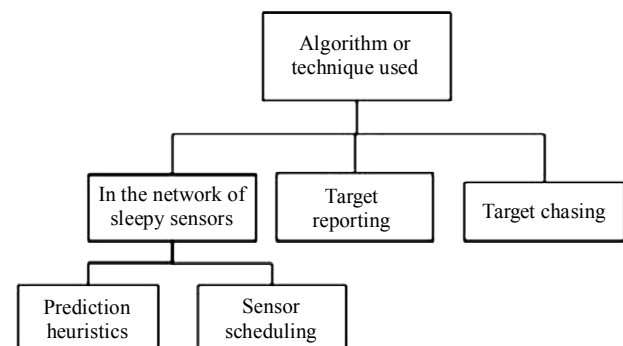 Algorithm or
technique used
In the network of
sleepy sensors
Target
reporting
Target chasing
Prediction
heuristics
Sensor
scheduling